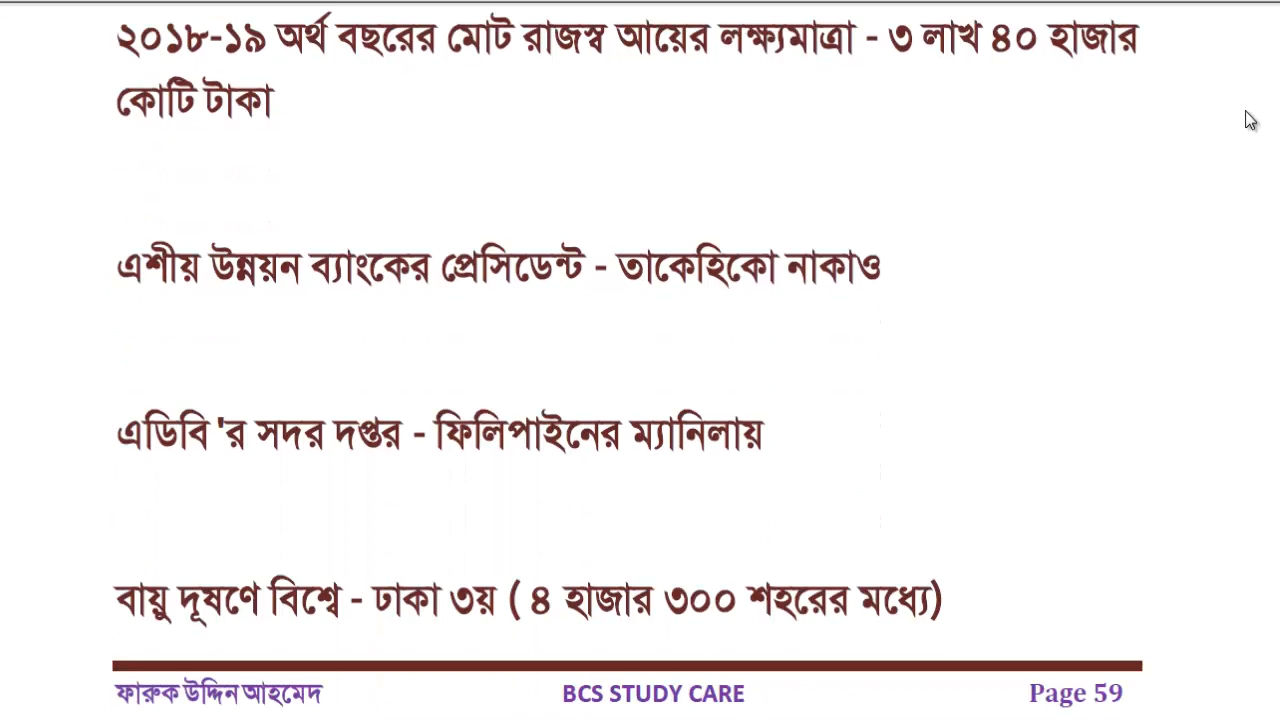 ২০১৮-১৯ অর্থ বছরের মোট রাজস্ব আয়ের লক্ষ্যমাত্রা - ৩ লাখ ৪০ হাজার
কোটি টাকা
এশীয় উন্নয়ন ব্যাংকের প্রেসিডেন্ট - তাকেহিকো নাকাও
এডিবি 'র সদর দপ্তর - ফিলিপাইনের ম্যানিলায়
বায়ু দূষণে বিশ্বে - ঢাকা ৩য় ( ৪ হাজার ৩০০ শহরের মধ্যে)
ফারুক উদ্দিন আহমেদ BCS STUDY CARE Page 59